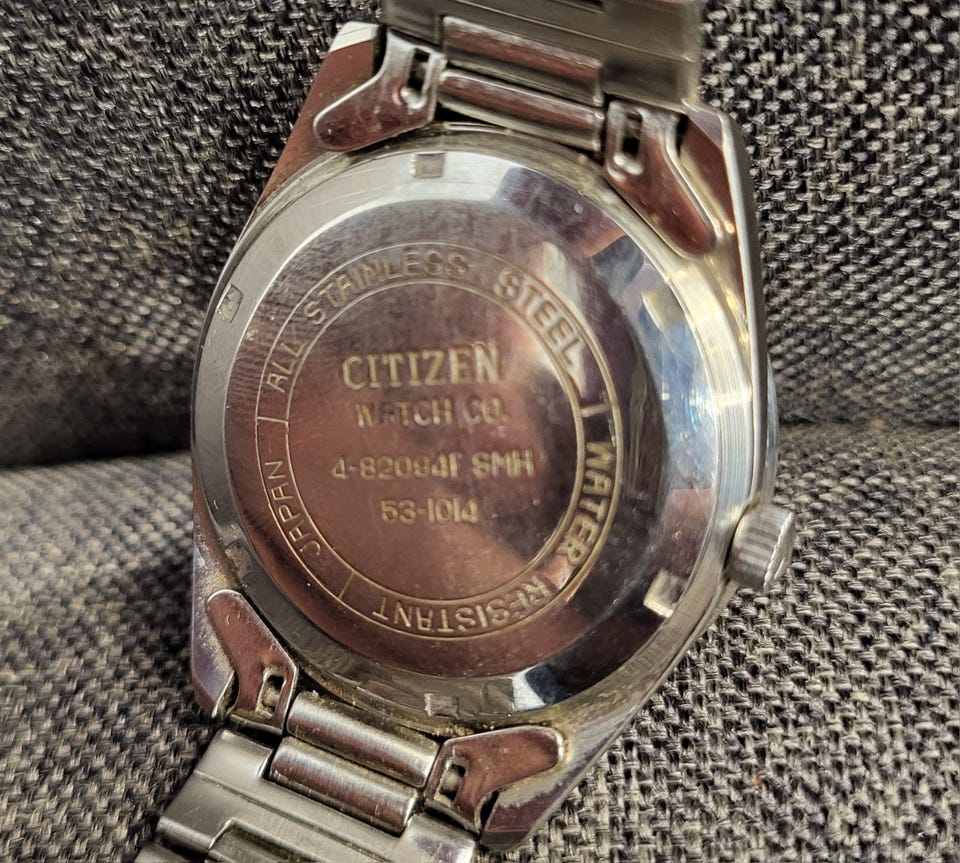 ALL STAINLESS STEEL
WATER RESISTANT
JAPAN
CITIZEN
WATCH CO.
4-82094F SMH
53-1014